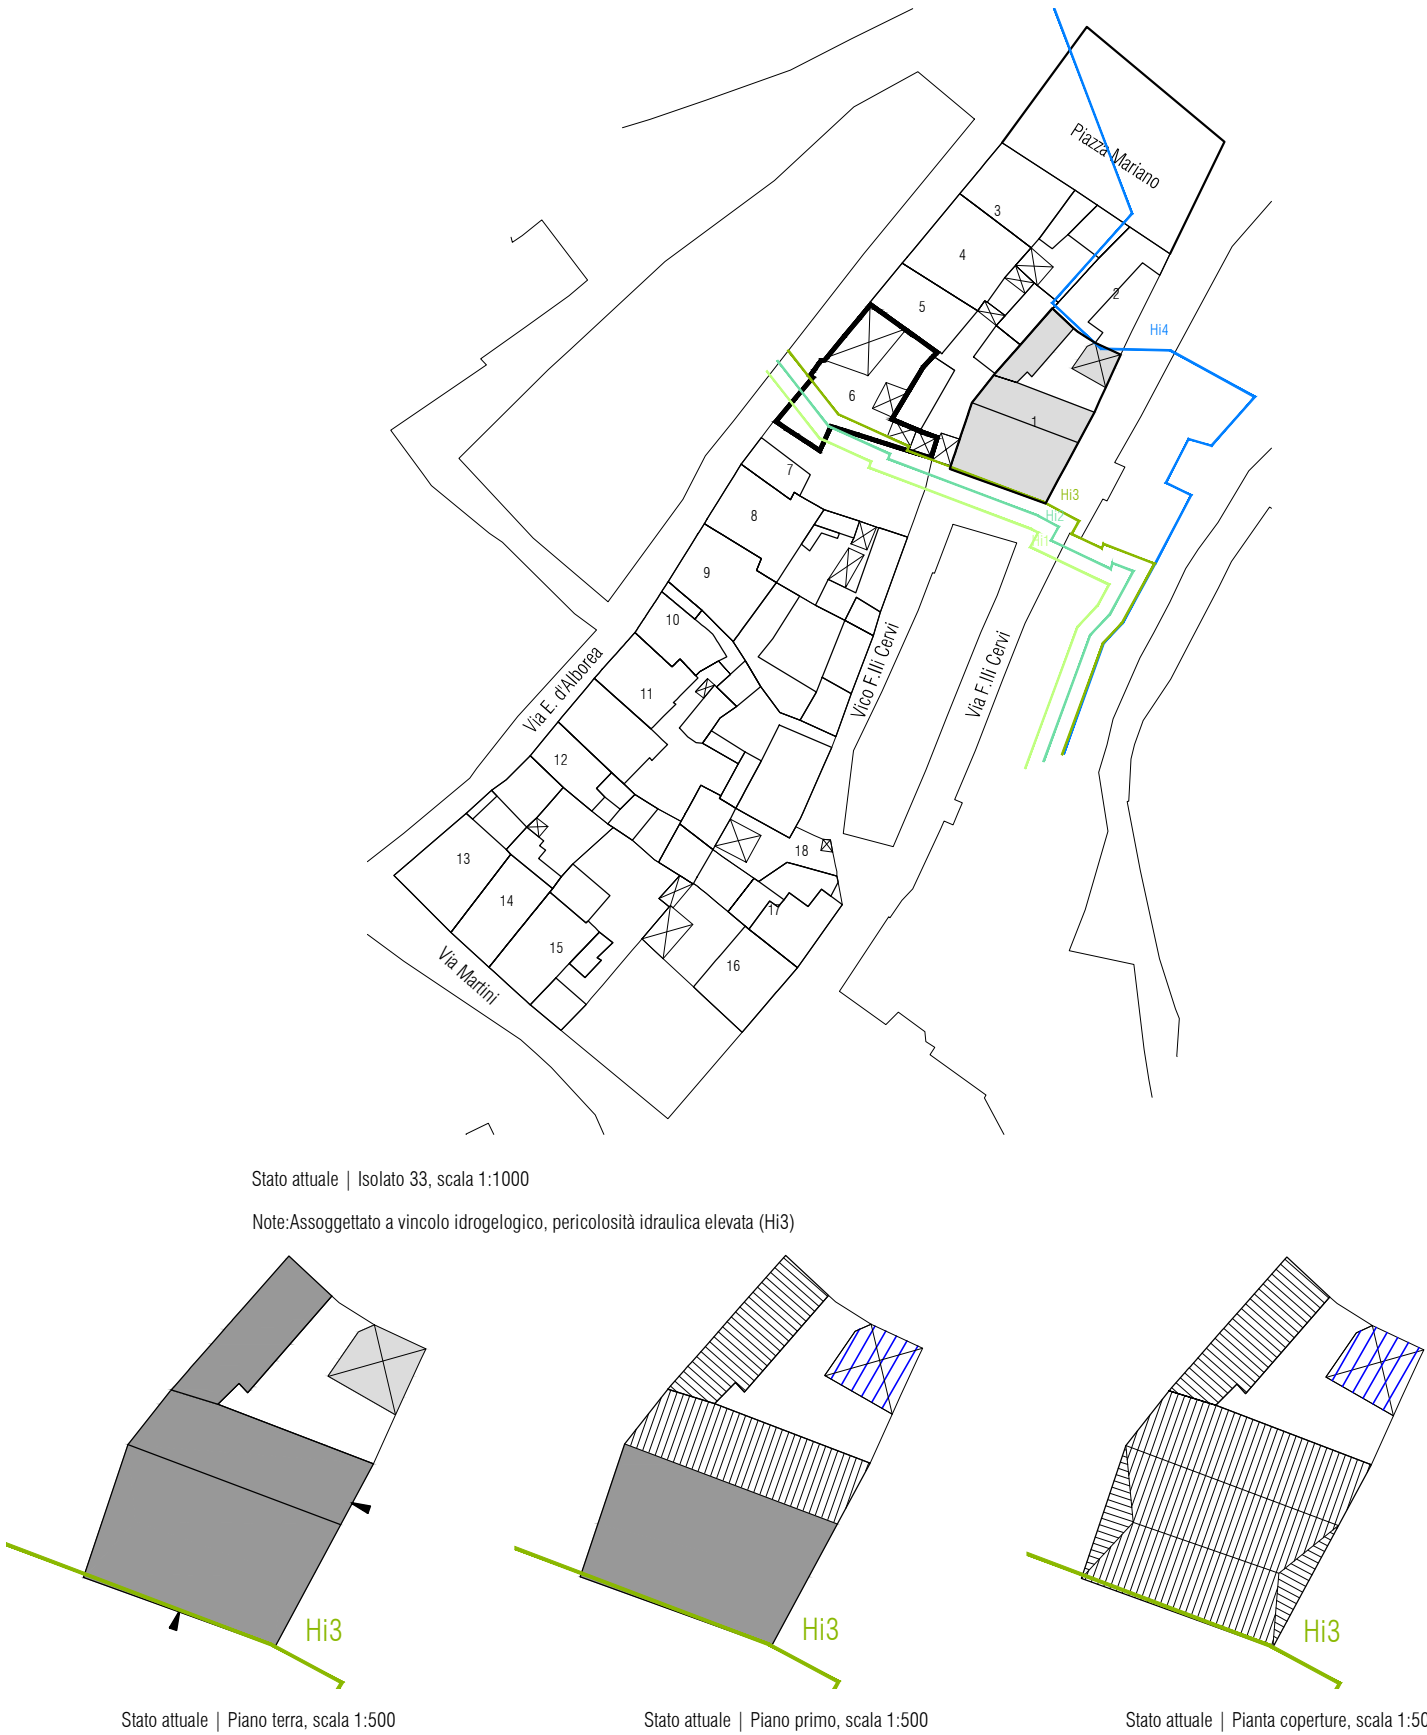 Piazza Mariano
3
4
2
5
Hi4
6
1
7
Hi3
8
Hi2
Hi1
9
10
11
Via E. d'Alborea
Vico F.lli Cervi
Via F.lli Cervi
12
13
18
14
17
15
16
Via Martini
Stato attuale | Isolato 33, scala 1:1000
Note:Assoggettato a vincolo idrogelogico, pericolosità idraulica elevata (Hi3)
Hi3
Hi3
Hi3
Stato attuale | Piano terra, scala 1:500
Stato attuale | Piano primo, scala 1:500
Stato attuale | Pianta coperture, scala 1:50